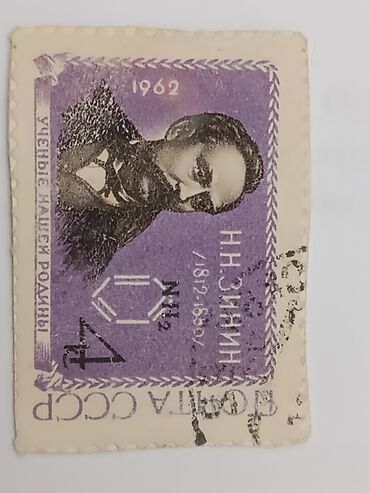 УЧЕНЫЕ НАШЕЙ РОДИНЫ
1962
Н.Н.ЗИНИН
/1812-1880/
NH2
4
ПОЧТА СССР